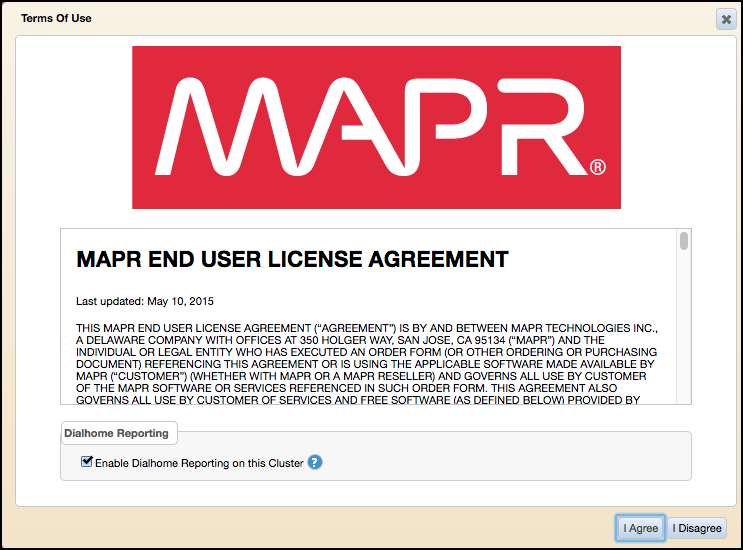 Terms Of Use
MAPR®
MAPR END USER LICENSE AGREEMENT
Last updated: May 10, 2015
THIS MAPR END USER LICENSE AGREEMENT (“AGREEMENT”) IS BY AND BETWEEN MAPR TECHNOLOGIES INC.,
A DELAWARE COMPANY WITH OFFICES AT 350 HOLGER WAY, SAN JOSE, CA 95134 (“MAPR”) AND THE
INDIVIDUAL OR LEGAL ENTITY WHO HAS EXECUTED AN ORDER FORM (OR OTHER ORDERING OR PURCHASING
DOCUMENT) REFERENCING THIS AGREEMENT OR IS USING THE APPLICABLE SOFTWARE MADE AVAILABLE BY
MAPR (“CUSTOMER”) (WHETHER WITH MAPR OR A MAPR RESELLER) AND GOVERNS ALL USE BY CUSTOMER
OF THE MAPR SOFTWARE OR SERVICES REFERENCED IN SUCH ORDER FORM. THIS AGREEMENT ALSO
GOVERNS ALL USE BY CUSTOMER OF SERVICES AND FREE SOFTWARE (AS DEFINED BELOW) PROVIDED BY
Dialhome Reporting
Enable Dialhome Reporting on this Cluster ?
I Agree I Disagree